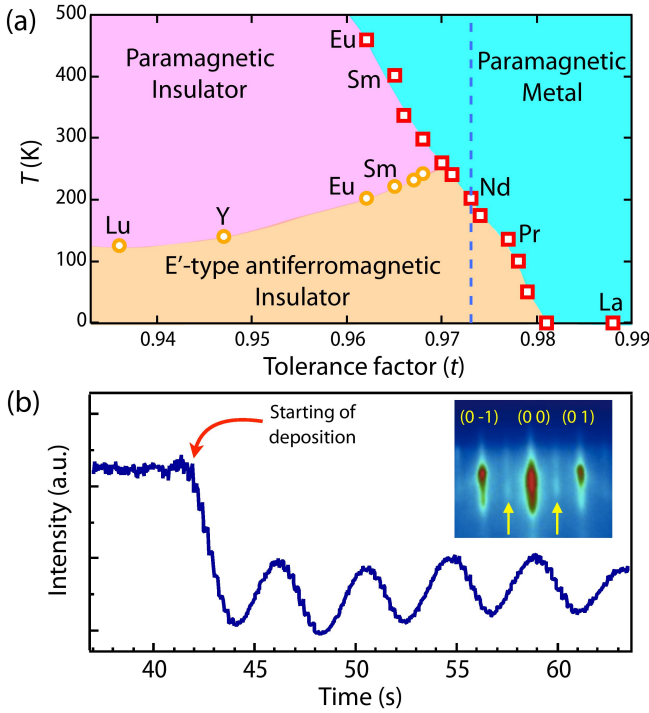 (a)
500
400
300
200
100
0
T (K)
Paramagnetic
Insulator
Paramagnetic
Metal
Eu
Sm
Sm
Eu
Nd
Lu
Y
Pr
La
E′-type antiferromagnetic
Insulator
0.94 0.95 0.96 0.97 0.98 0.99
Tolerance factor (t)
(b)
Intensity (a.u.)
Starting of
deposition
(0 -1) (0 0) (0 1)
40 45 50 55 60
Time (s)